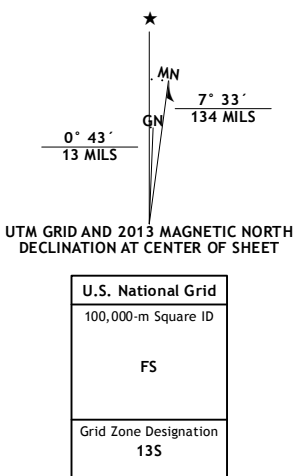 ★
MN
7° 33´
134 MILS
GN
0° 43´
13 MILS
UTM GRID AND 2013 MAGNETIC NORTH
DECLINATION AT CENTER OF SHEET
U.S. National Grid
100,000-m Square ID
FS
Grid Zone Designation
13S